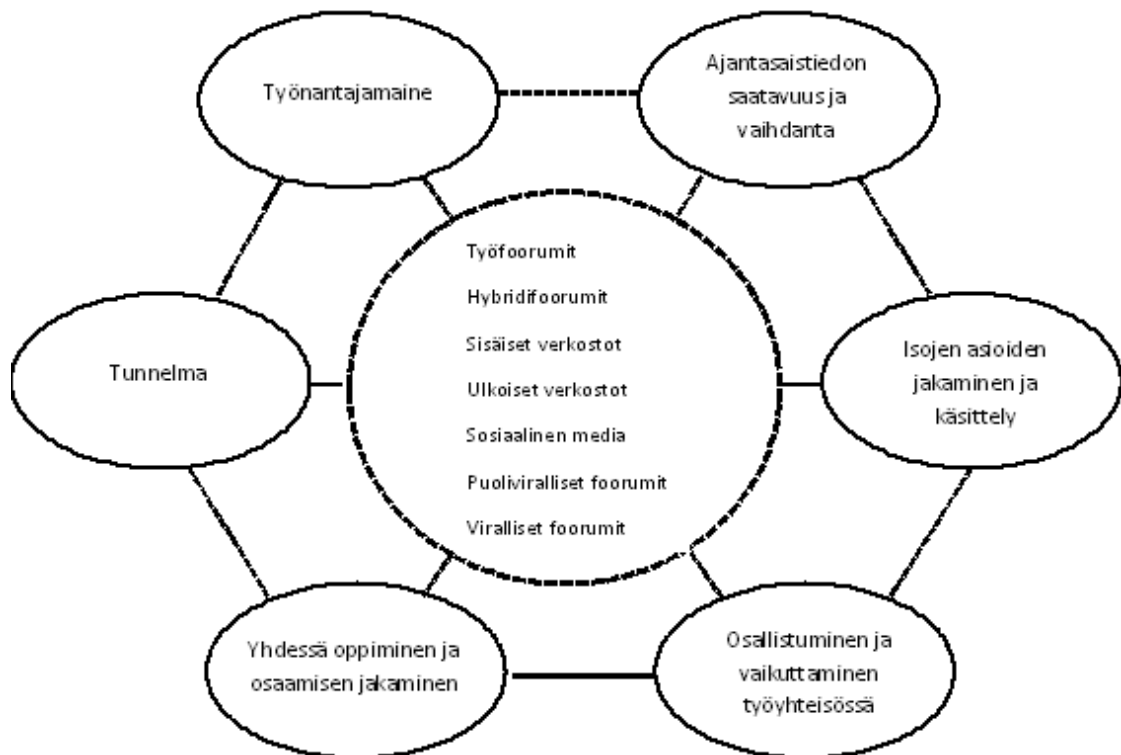 Työnantajamaine
Ajantasaistiedon
saatavuus ja
vaihdanta
Työfoorumit
Hybridifoorumit
Sisäiset verkostot
Ulkoiset verkostot
Sosiaalinen media
Puoliviralliset foorumit
Viralliset foorumit
Tunnelma
Isojen asioiden
jakaminen ja
käsittely
Yhdessä oppiminen ja
osaamisen jakaminen
Osallistuminen ja
vaikuttaminen
työyhteisössä